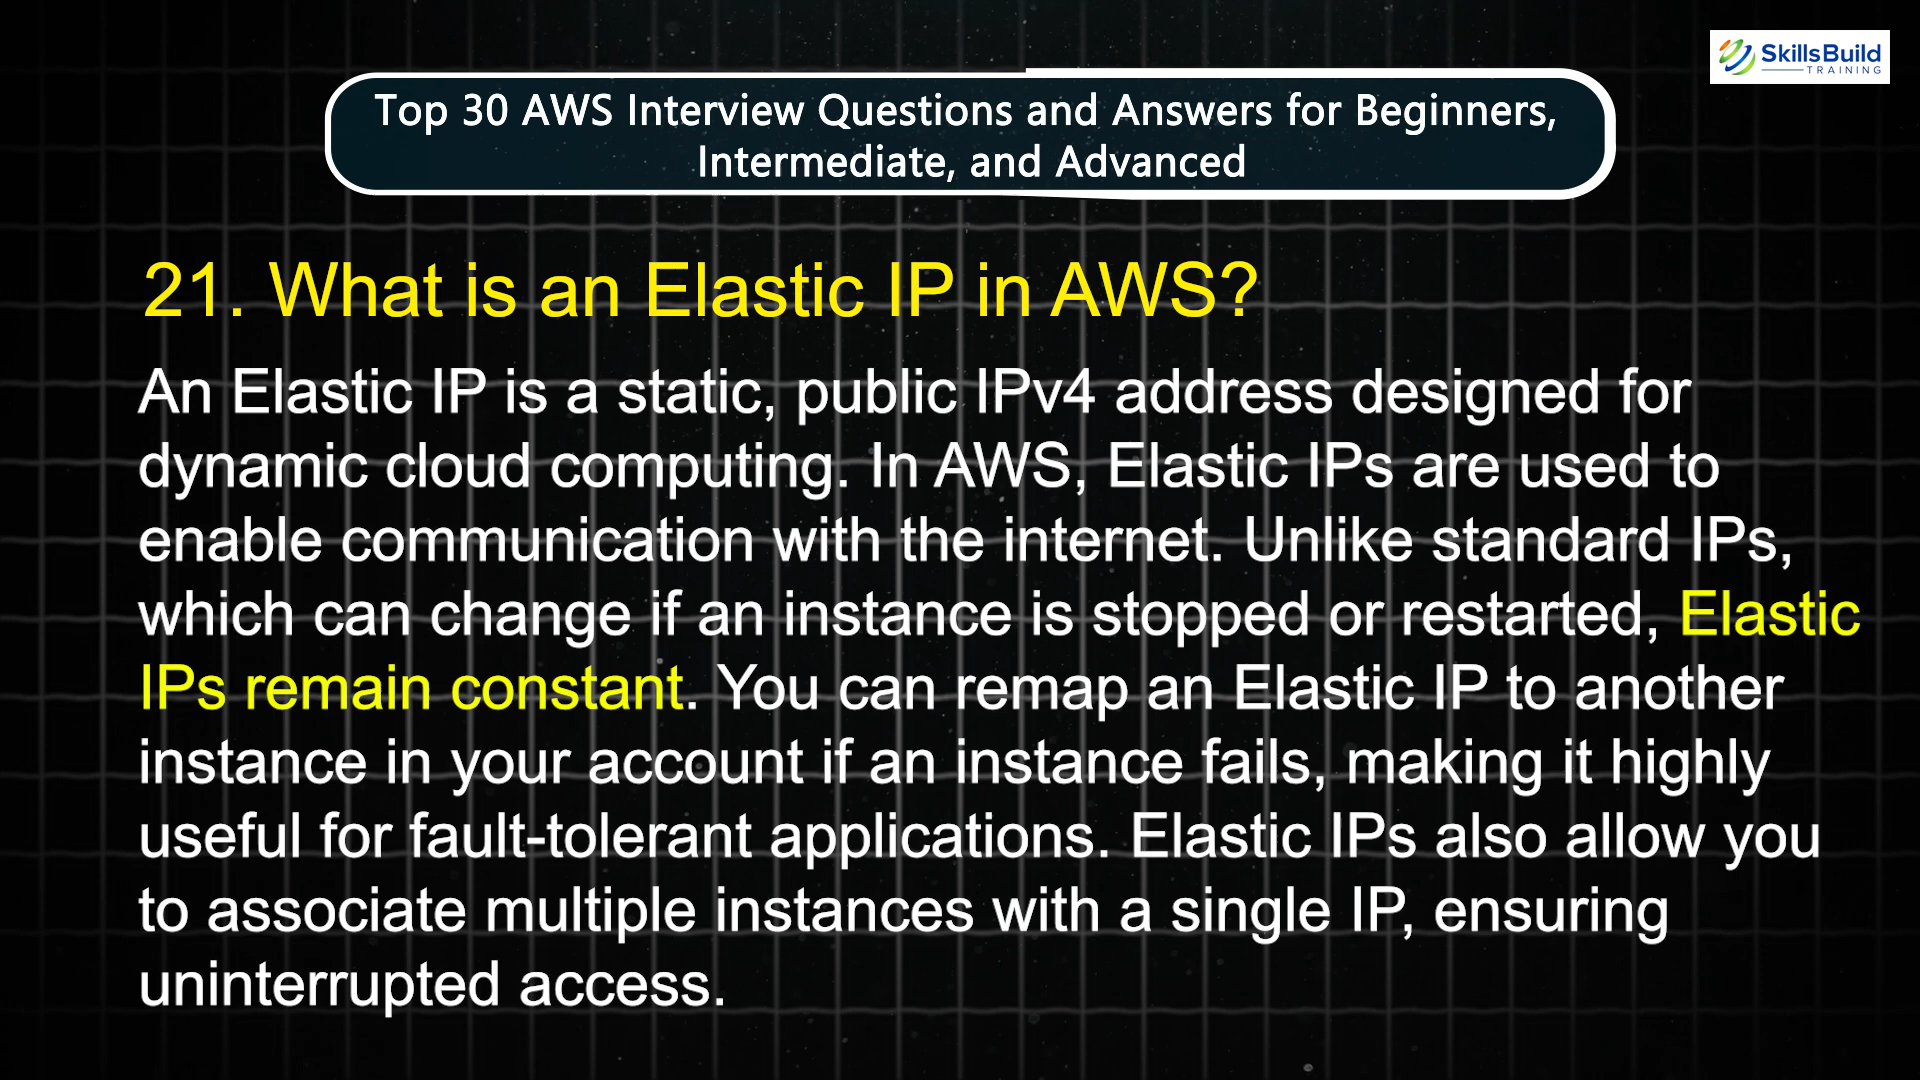 SkillsBuild
TRAINING
Top 30 AWS Interview Questions and Answers for Beginners,
Intermediate, and Advanced
21. What is an Elastic IP in AWS?
An Elastic IP is a static, public IPv4 address designed for
dynamic cloud computing. In AWS, Elastic IPs are used to
enable communication with the internet. Unlike standard IPs,
which can change if an instance is stopped or restarted, Elastic
IPs remain constant. You can remap an Elastic IP to another
instance in your account if an instance fails, making it highly
useful for fault-tolerant applications. Elastic IPs also allow you
to associate multiple instances with a single IP, ensuring
uninterrupted access.